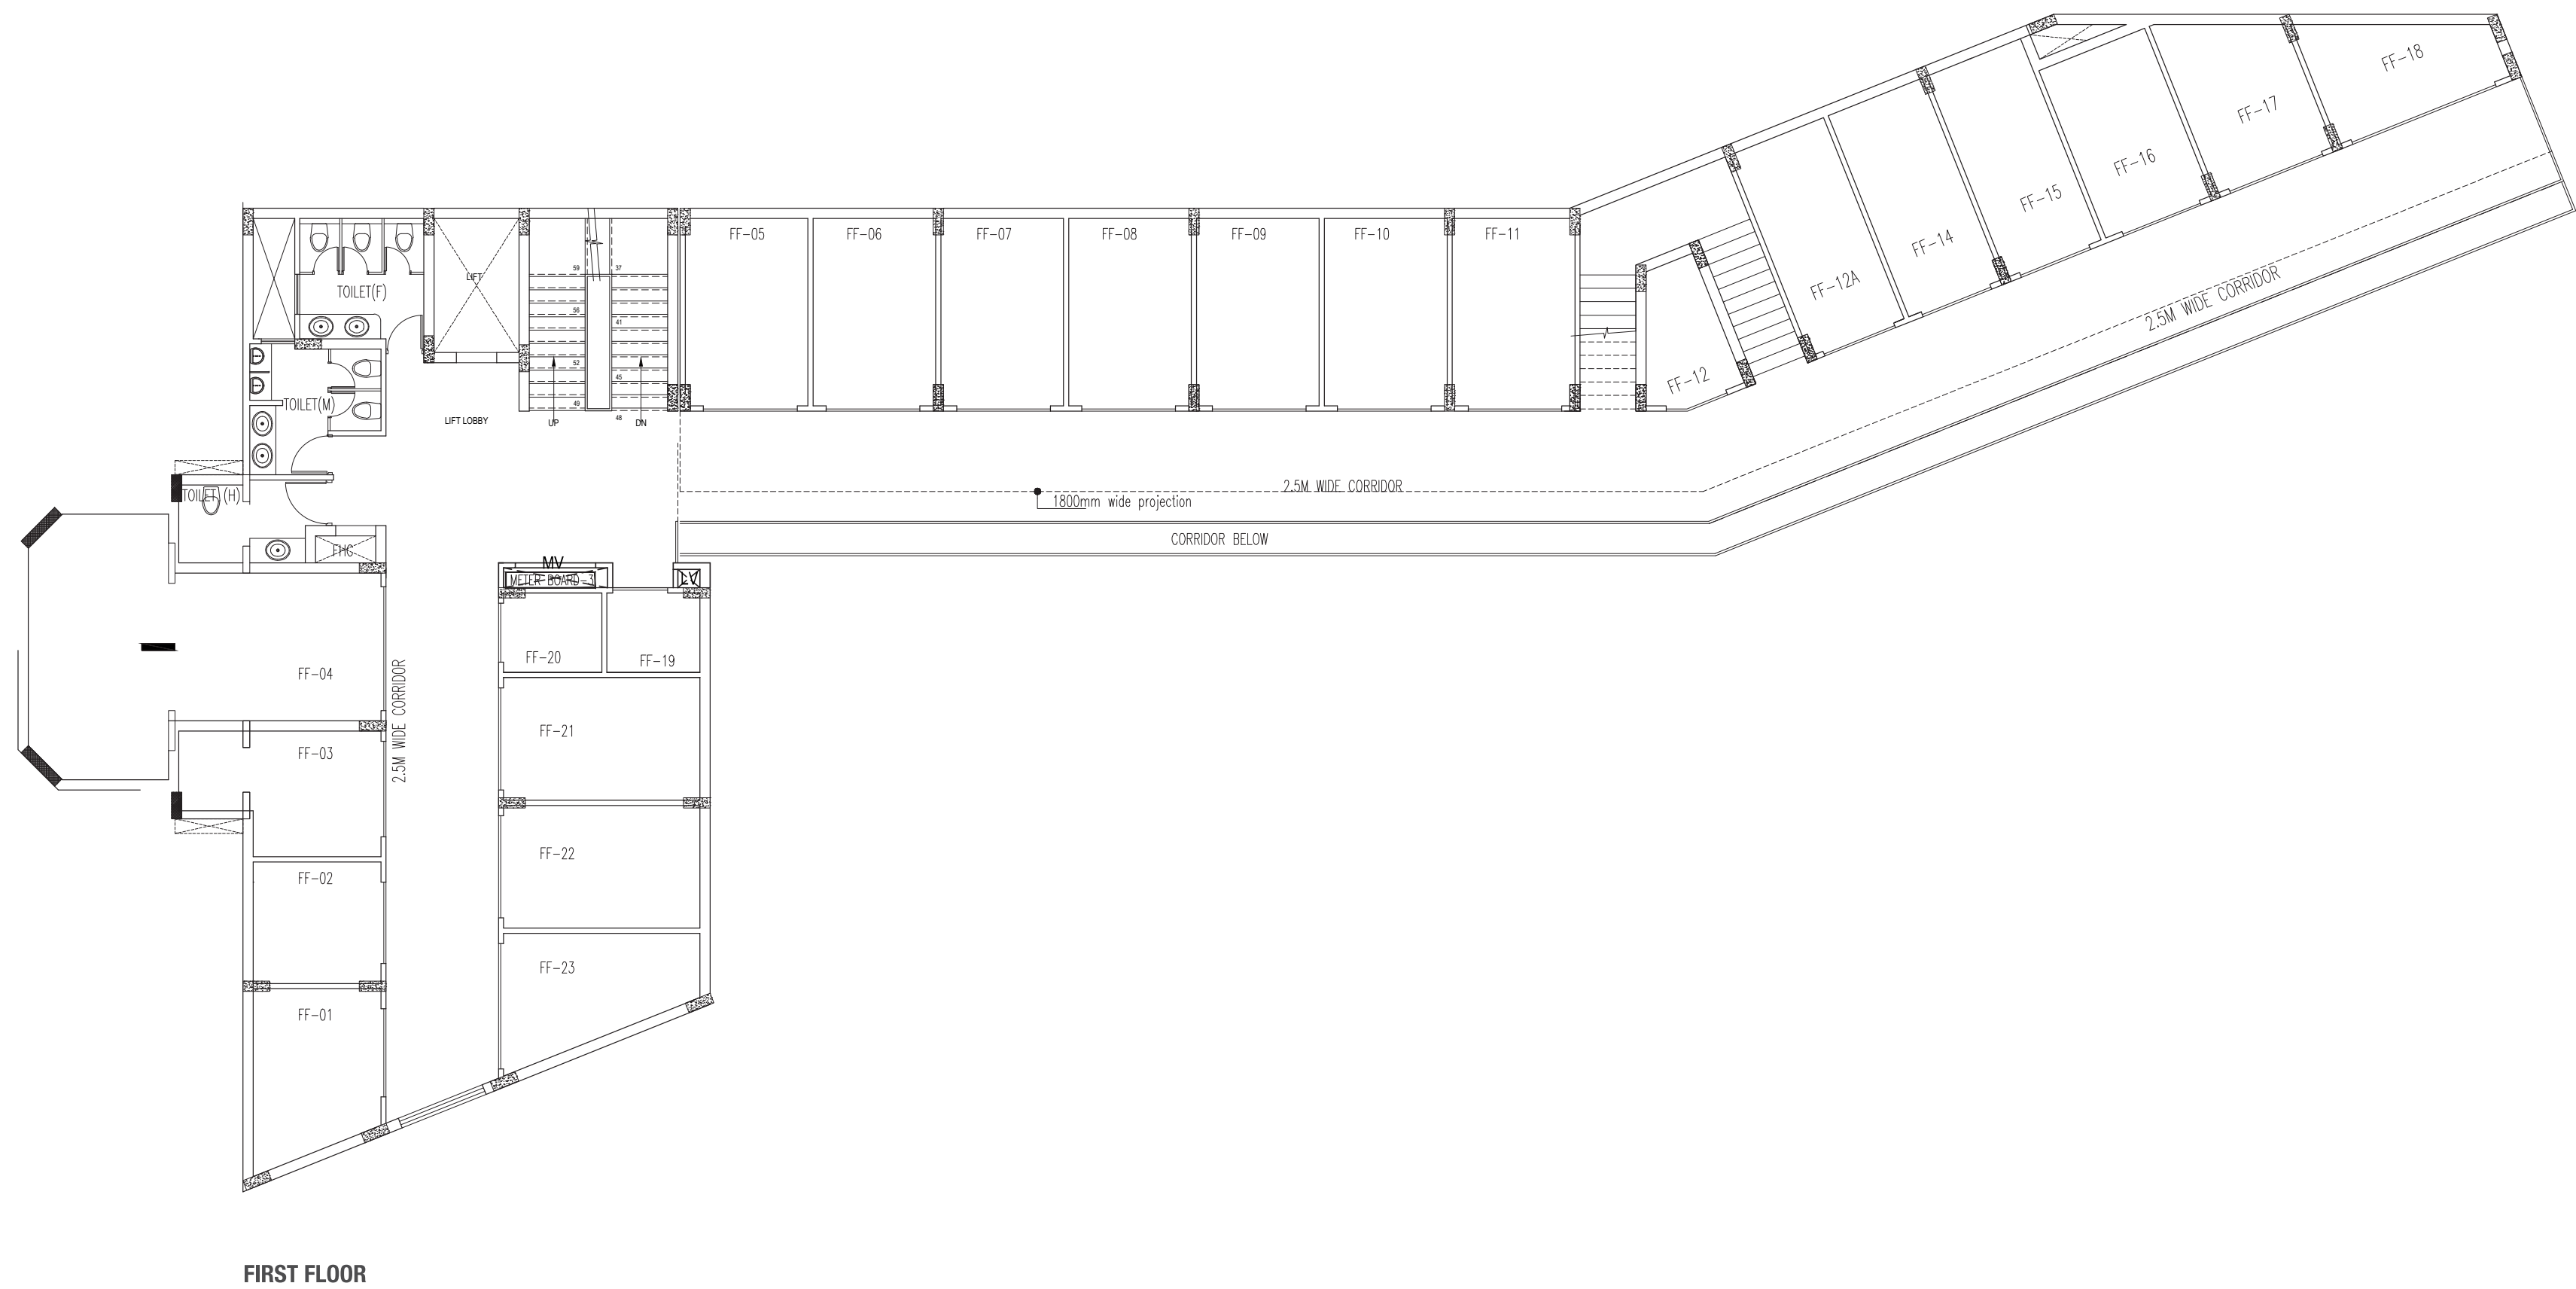 FF-18
FF-17
FF-16
FF-15
FF-14
FF-12A
FF-12
2.5M WIDE CORRIDOR
FF-05
FF-06
FF-07
FF-08
FF-09
FF-10
FF-11
TOILET(F)
LIFT
59
37
56
41
52
45
49
48
UP
DN
LIFT LOBBY
TOILET(M)
TOILET (H)
2.5M WIDE CORRIDOR
1800mm wide projection
CORRIDOR BELOW
FHC
MV
METER BOARD-3
LV
FF-20
FF-19
FF-04
2.5M WIDE CORRIDOR
FF-21
FF-03
FF-22
FF-02
FF-23
FF-01
FIRST FLOOR